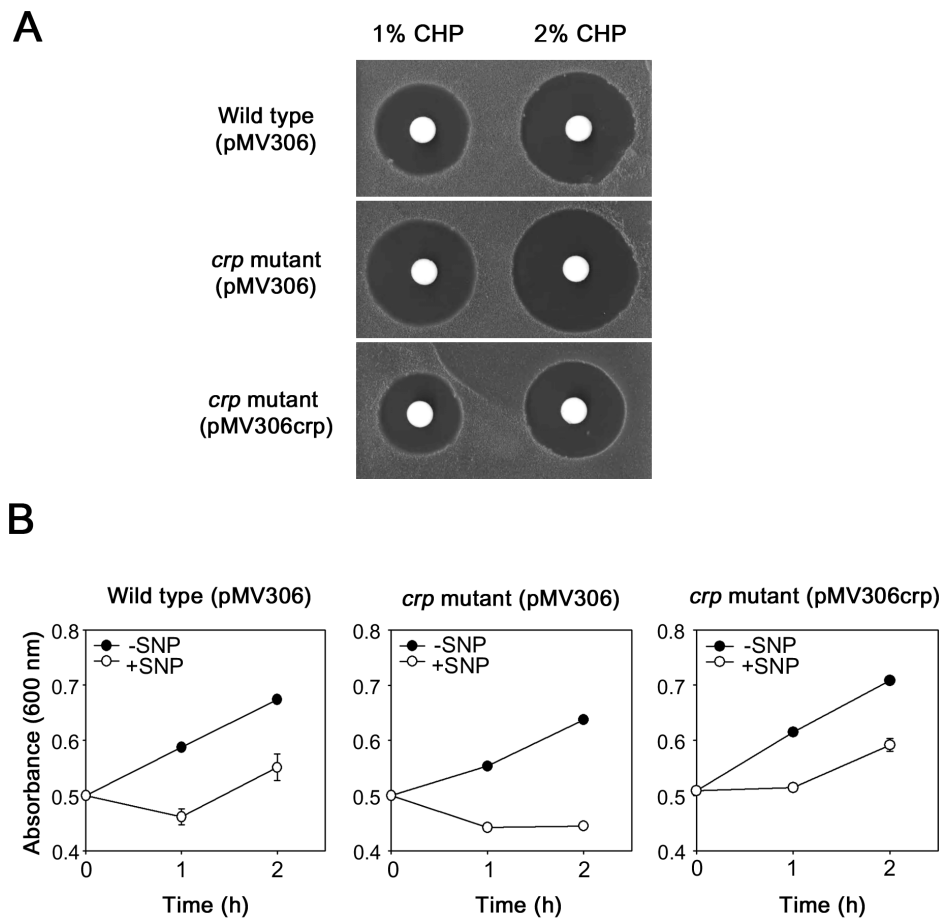 A
1% CHP 2% CHP
Wild type
(pMV306)
crp mutant
(pMV306)
crp mutant
(pMV306crp)
B
Wild type (pMV306) crp mutant (pMV306) crp mutant (pMV306crp)
Absorbance (600 nm)
0.8 0.8 0.8
-SNP -SNP -SNP
+SNP +SNP +SNP
0.7 0.7 0.7
0.6 0.6 0.6
0.5 0.5 0.5
0.4 0.4 0.4
0 1 2 0 1 2 0 1 2
Time (h) Time (h) Time (h)